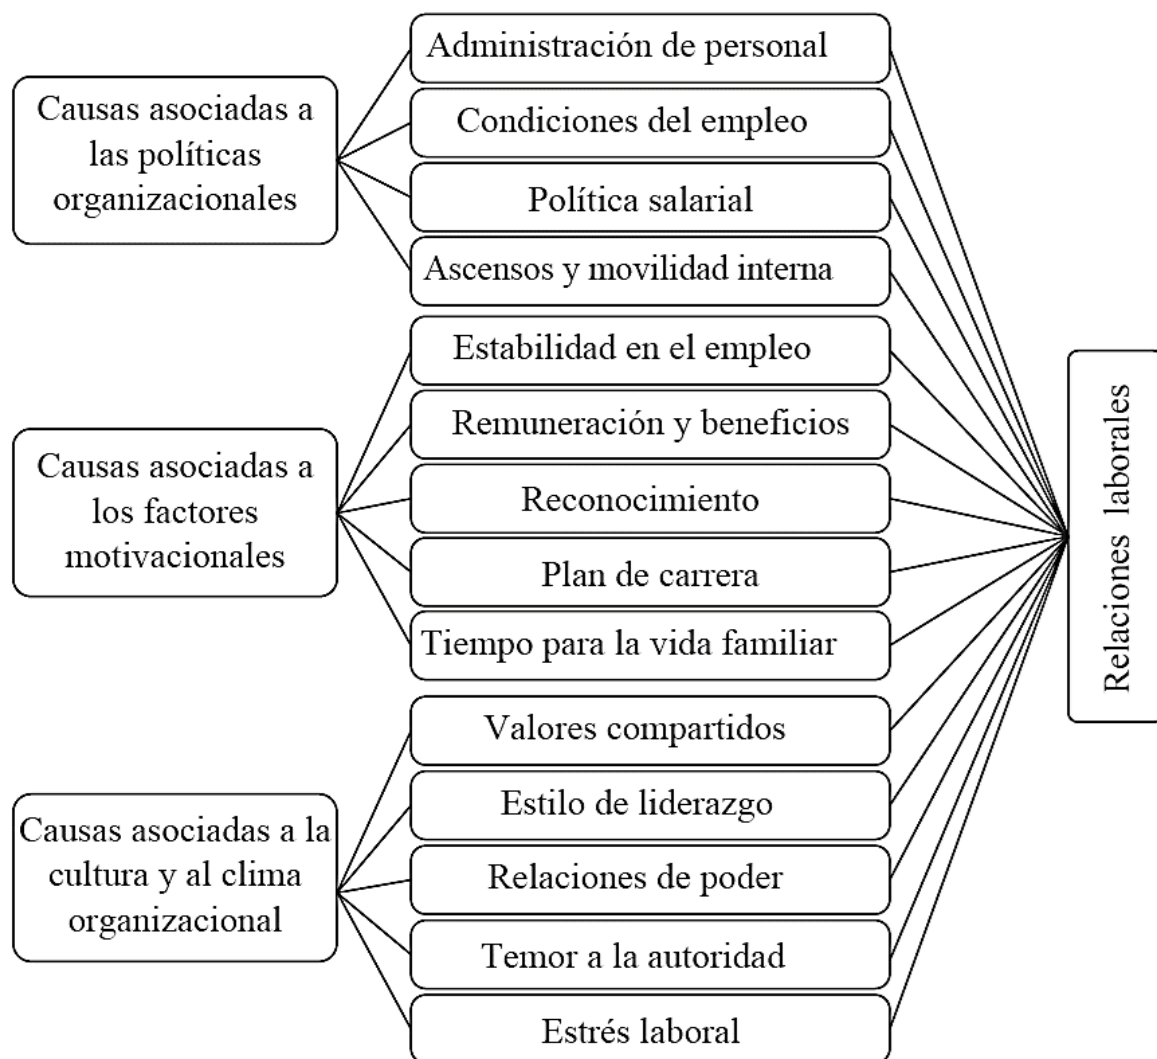 Causas asociadas a
las políticas
organizacionales
Administración de personal
Condiciones del empleo
Política salarial
Ascensos y movilidad interna
Causas asociadas a
los factores
motivacionales
Estabilidad en el empleo
Remuneración y beneficios
Reconocimiento
Plan de carrera
Tiempo para la vida familiar
Causas asociadas a la
cultura y al clima
organizacional
Valores compartidos
Estilo de liderazgo
Relaciones de poder
Temor a la autoridad
Estrés laboral
Relaciones laborales